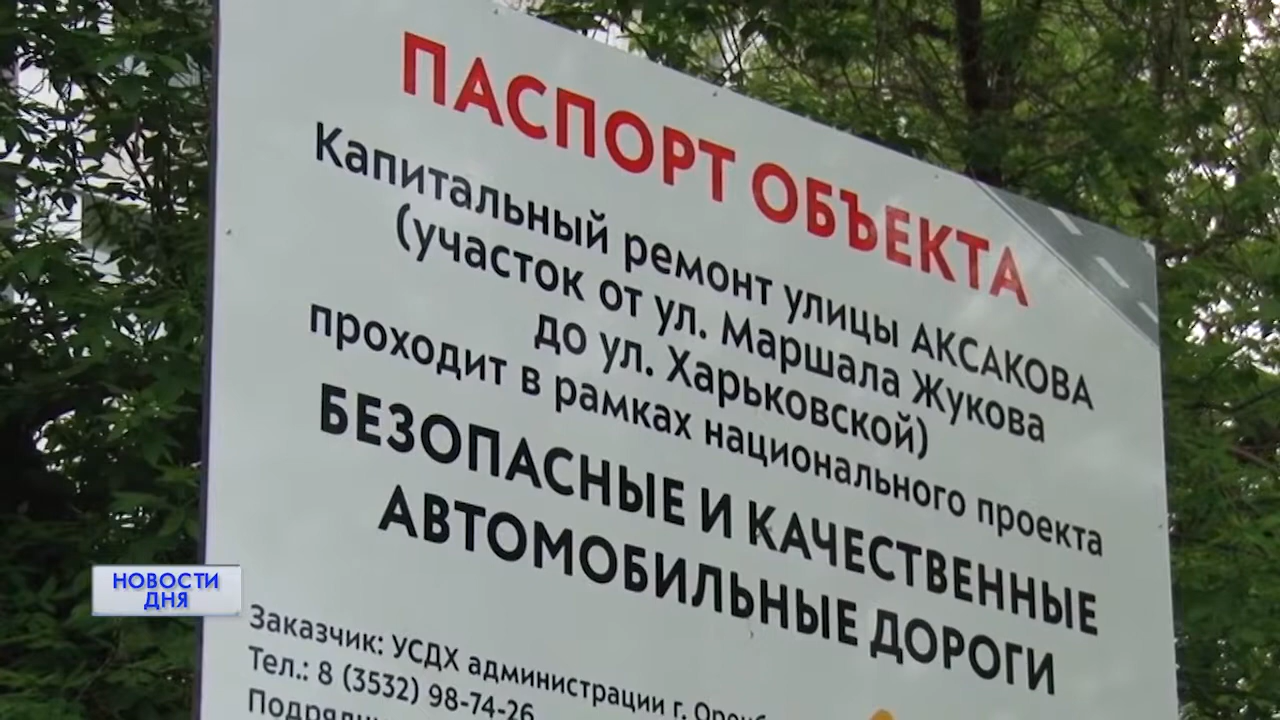 ПАСПОРТ ОБЪЕКТА
Капитальный ремонт улицы АКСАКОВА
(участок от ул. Маршала Жукова
до ул. Харьковской)
проходит в рамках национального проекта
БЕЗОПАСНЫЕ И КАЧЕСТВЕННЫЕ
АВТОМОБИЛЬНЫЕ ДОРОГИ
НОВОСТИ
ДНЯ
Заказчик: УСДХ администрации г.
Тел.: 8 (3532) 98-74-26